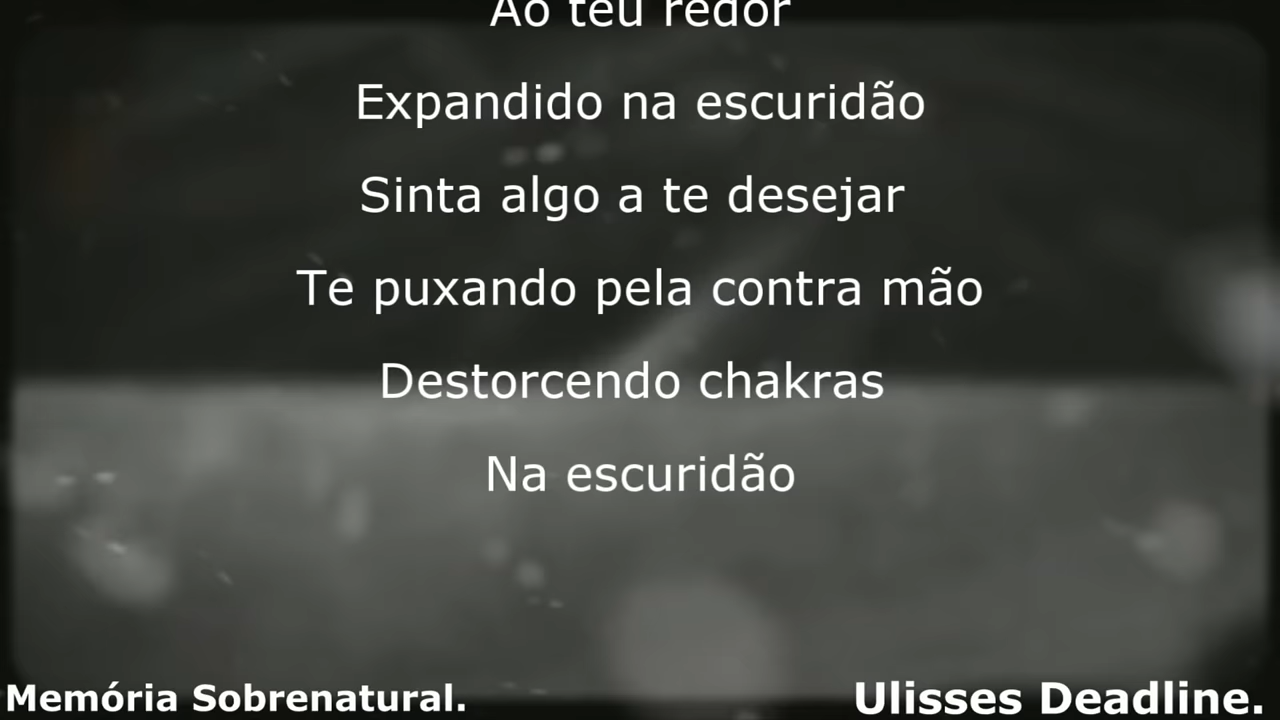 Ao teu redor
Expandido na escuridão
Sinta algo a te desejar
Te puxando pela contra mão
Destorcendo chakras
Na escuridão
Memória Sobrenatural.
Ulisses Deadline.